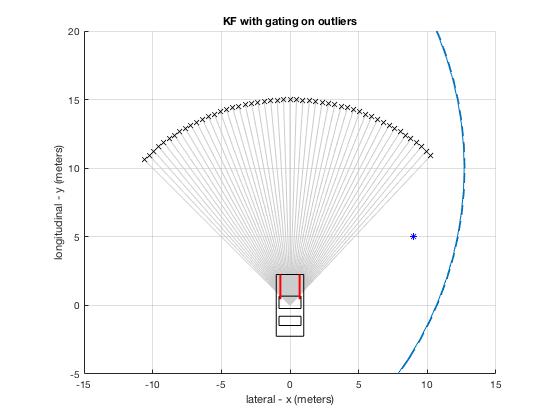 KF with gating on outliers
20
15
10
5
0
-5
longitudinal - y (meters)
-15 -10 -5 0 5 10 15
lateral - x (meters)